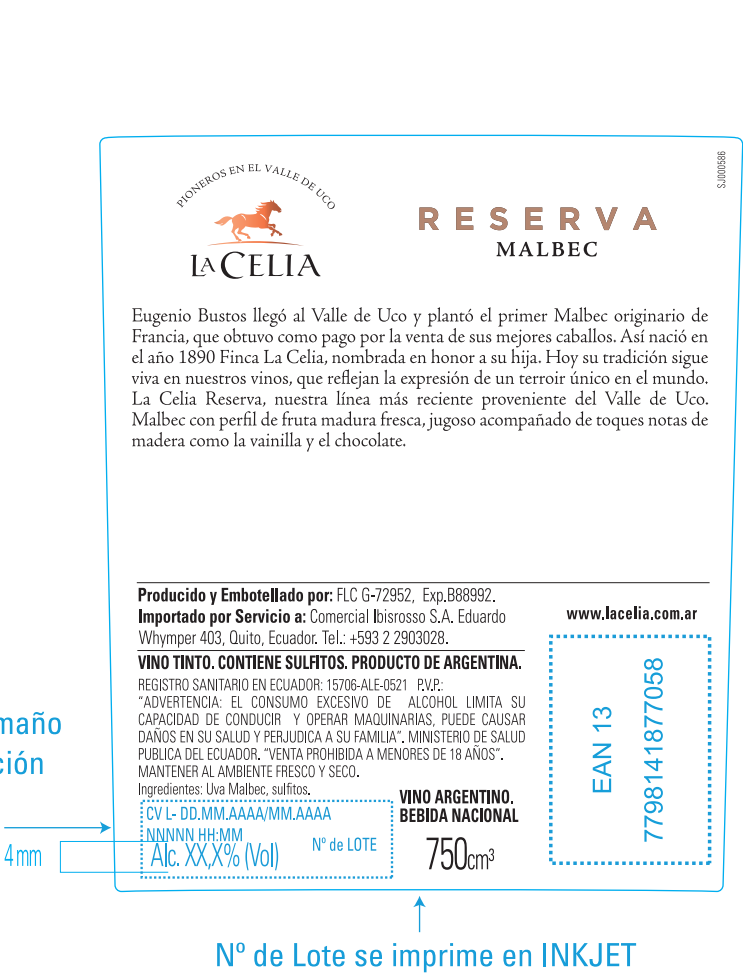 SJ000586
PIONEROS EN EL VALLE DE UCO
LA CELIA
RESERVA
MALBEC
Eugenio Bustos llegó al Valle de Uco y plantó el primer Malbec originario de
Francia, que obtuvo como pago por la venta de sus mejores caballos. Así nació en
el año 1890 Finca La Celia, nombrada en honor a su hija. Hoy su tradición sigue
viva en nuestros vinos, que reflejan la expresión de un terroir único en el mundo.
La Celia Reserva, nuestra línea más reciente proveniente del Valle de Uco.
Malbec con perfil de fruta madura fresca, jugoso acompañado de toques notas de
madera como la vainilla y el chocolate.
Producido y Embotellado por: FLC G-72952, Exp.B88992.
Importado por Servicio a: Comercial Ibisrosso S.A. Eduardo
Whymper 403, Quito, Ecuador. Tel.: +593 2 2903028.
www.lacelia.com.ar
VINO TINTO. CONTIENE SULFITOS. PRODUCTO DE ARGENTINA.
REGISTRO SANITARIO EN ECUADOR: 15706-ALE-0521 P.V.P.:
“ADVERTENCIA: EL CONSUMO EXCESIVO DE ALCOHOL LIMITA SU
CAPACIDAD DE CONDUCIR Y OPERAR MAQUINARIAS, PUEDE CAUSAR
DAÑOS EN SU SALUD Y PERJUDICA A SU FAMILIA”. MINISTERIO DE SALUD
PUBLICA DEL ECUADOR. “VENTA PROHIBIDA A MENORES DE 18 AÑOS”.
MANTENER AL AMBIENTE FRESCO Y SECO.
Ingredientes: Uva Malbec, sulfitos.
CV L- DD.MM.AAAA/MM.AAAA
NNNNN HH:MM
Nº de LOTE
Alc. XX,X% (Vol)
VINO ARGENTINO.
BEBIDA NACIONAL
750cm³
EAN 13
7798141877058
maño
ción
4 mm
Nº de Lote se imprime en INKJET